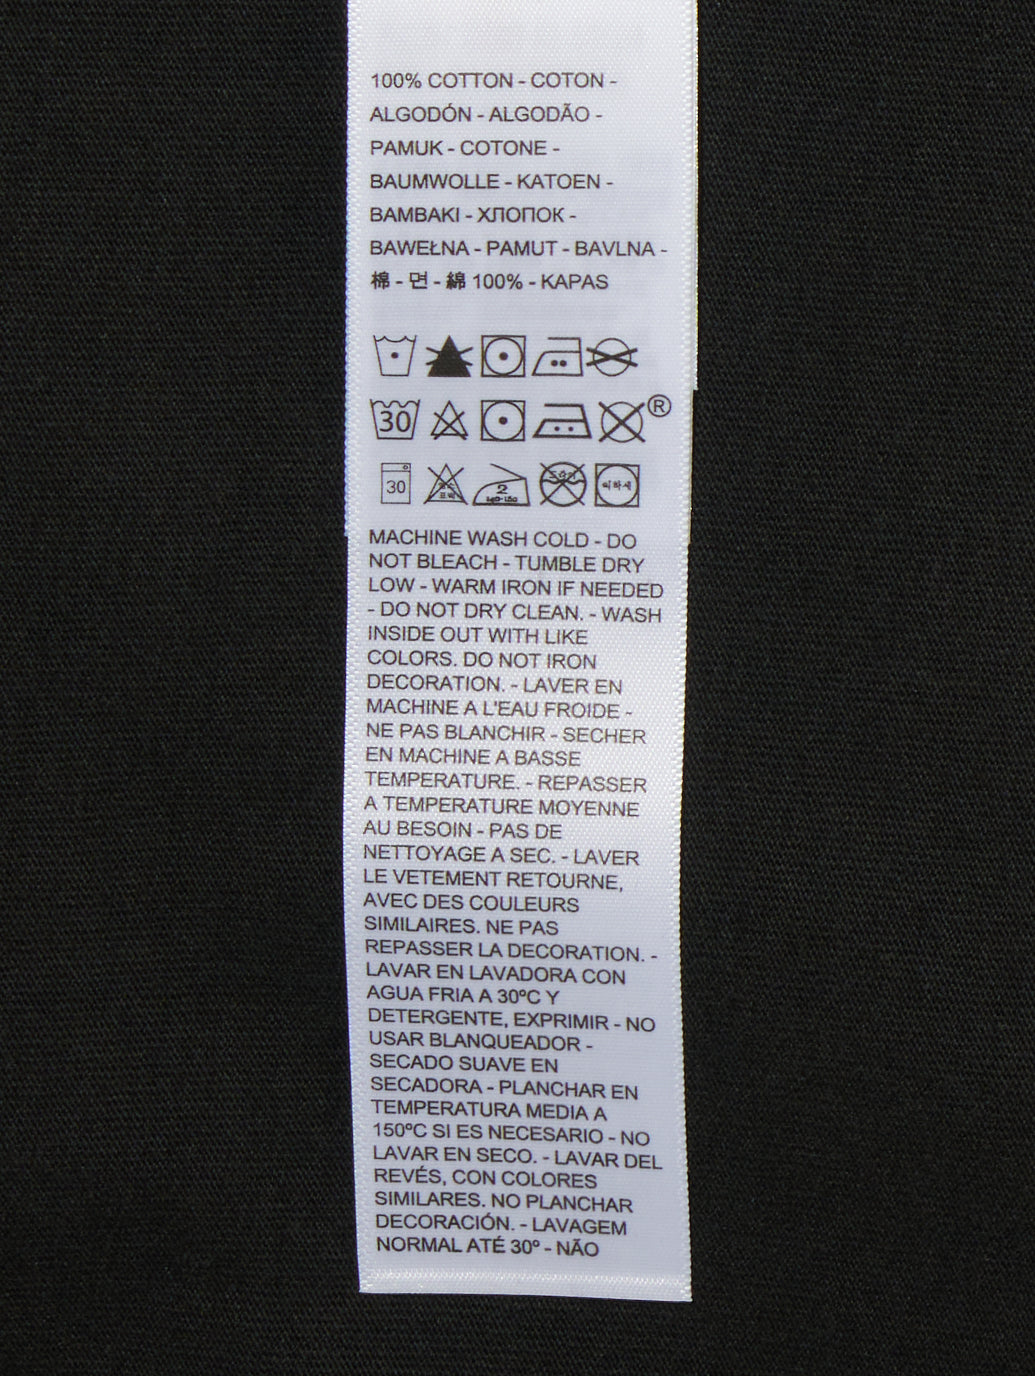 100% COTTON - COTON -
ALGODÓN - ALGODÃO -
PAMUK - COTONE -
BAUMWOLLE - KATOEN -
BAMBAKI - ХЛОПОК -
BAWEŁNA - PAMUT - BAVLNA -
棉 - 면 - 綿 100% - KAPAS
30 ®
30 2
MACHINE WASH COLD - DO
NOT BLEACH - TUMBLE DRY
LOW - WARM IRON IF NEEDED
- DO NOT DRY CLEAN. - WASH
INSIDE OUT WITH LIKE
COLORS. DO NOT IRON
DECORATION. - LAVER EN
MACHINE A L'EAU FROIDE -
NE PAS BLANCHIR - SECHER
EN MACHINE A BASSE
TEMPERATURE. - REPASSER
A TEMPERATURE MOYENNE
AU BESOIN - PAS DE
NETTOYAGE A SEC. - LAVER
LE VETEMENT RETOURNE,
AVEC DES COULEURS
SIMILAIRES. NE PAS
REPASSER LA DECORATION. -
LAVAR EN LAVADORA CON
AGUA FRIA A 30ºC Y
DETERGENTE, EXPRIMIR - NO
USAR BLANQUEADOR -
SECADO SUAVE EN
SECADORA - PLANCHAR EN
TEMPERATURA MEDIA A
150ºC SI ES NECESARIO - NO
LAVAR EN SECO. - LAVAR DEL
REVÉS, CON COLORES
SIMILARES. NO PLANCHAR
DECORACIÓN. - LAVAGEM
NORMAL ATÉ 30º - NÃO